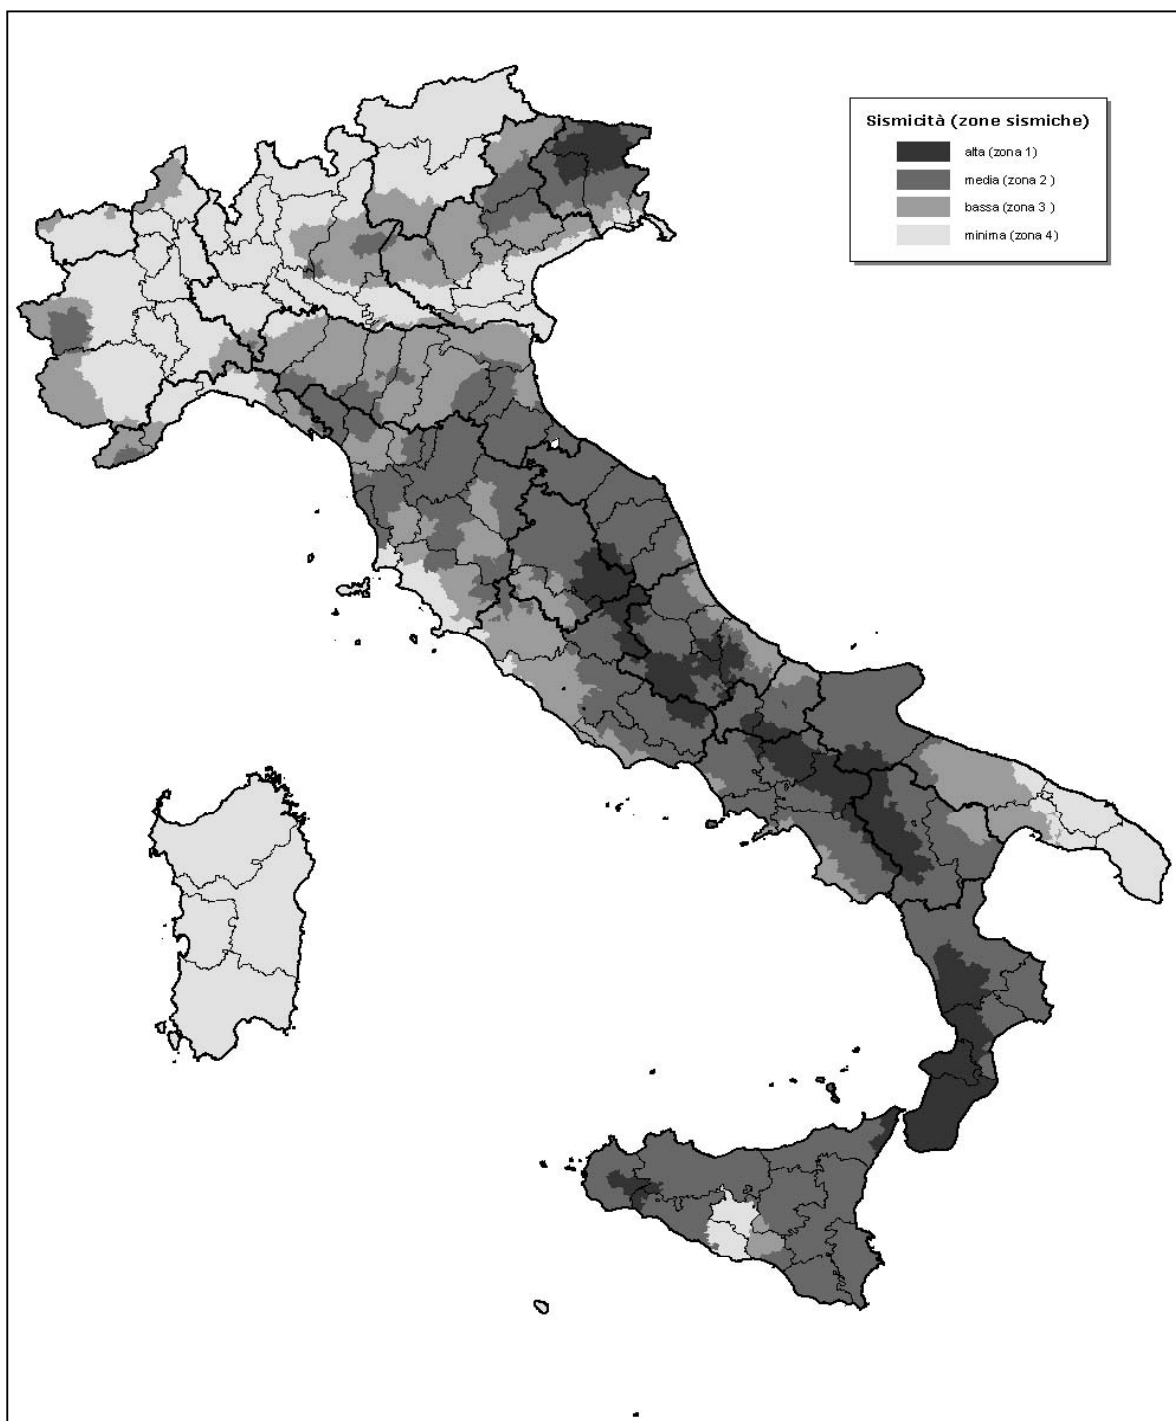 Sismicità (zone sismiche)
alta (zona 1)
media (zona 2 )
bassa (zona 3 )
minima (zona 4)